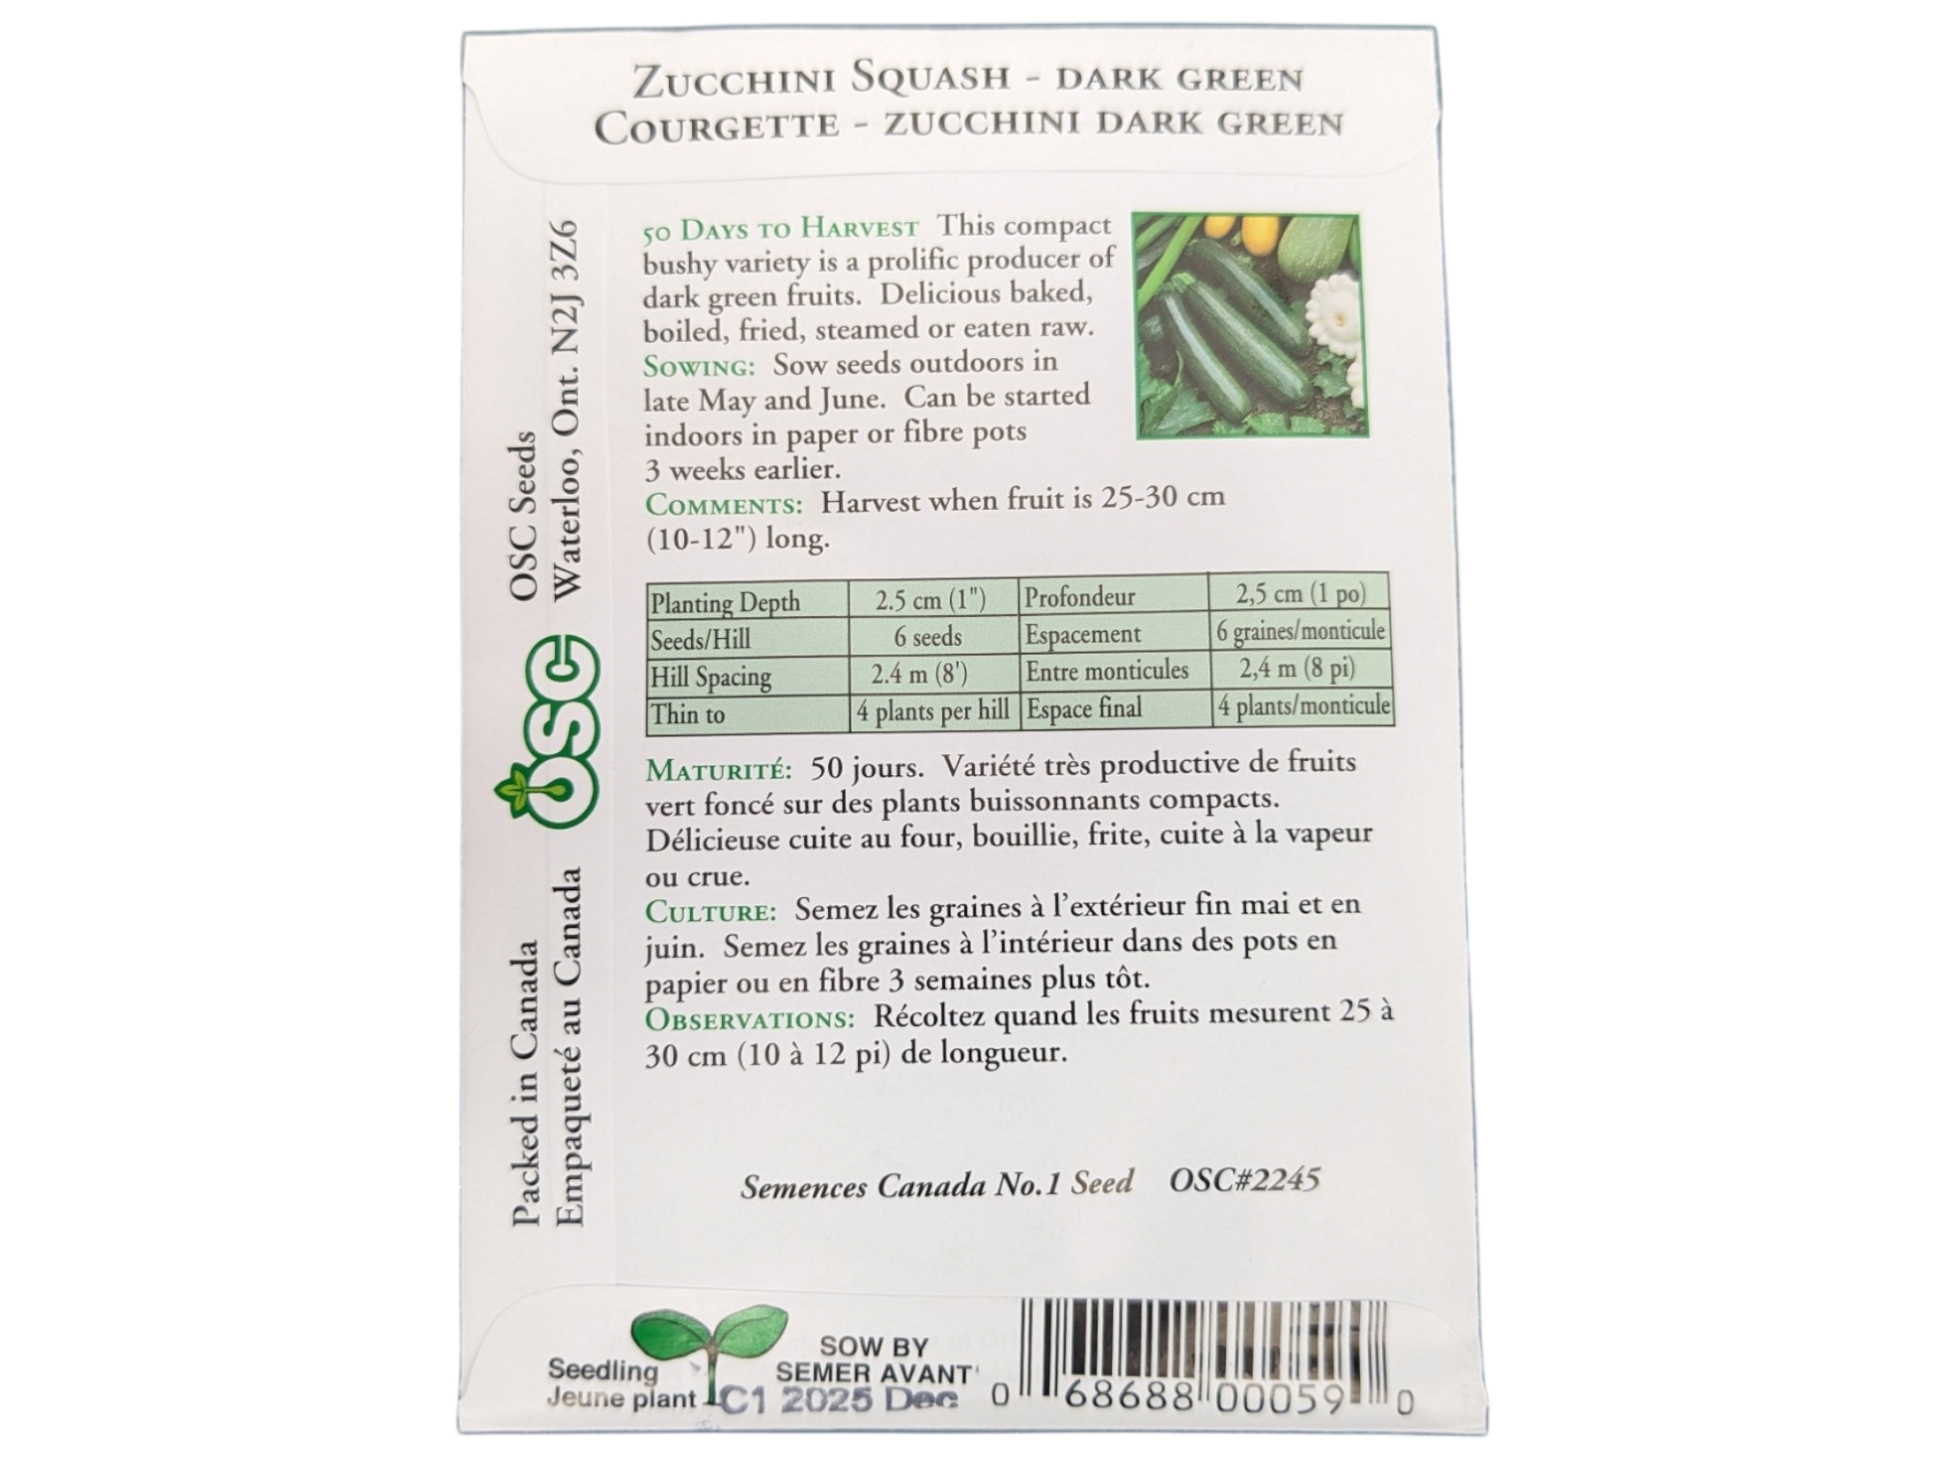 ZUCCHINI SQUASH - DARK GREEN
COURGETTE - ZUCCHINI DARK GREEN
50 DAYS TO HARVEST This compact
bushy variety is a prolific producer of
dark green fruits. Delicious baked,
boiled, fried, steamed or eaten raw.
SOWING: Sow seeds outdoors in
late May and June. Can be started
indoors in paper or fibre pots
3 weeks earlier.
COMMENTS: Harvest when fruit is 25-30 cm
(10-12") long.
Planting Depth 2.5 cm (1") Profondeur 2,5 cm (1 po)
Seeds/Hill 6 seeds Espacement 6 graines/monticule
Hill Spacing 2.4 m (8') Entre monticules 2,4 m (8 pi)
Thin to 4 plants per hill Espace final 4 plants/monticule
MATURITÉ: 50 jours. Variété très productive de fruits
vert foncé sur des plants buissonnants compacts.
Délicieuse cuite au four, bouillie, frite, cuite à la vapeur
ou crue.
CULTURE: Semez les graines à l'extérieur fin mai et en
juin. Semez les graines à l'intérieur dans des pots en
papier ou en fibre 3 semaines plus tôt.
OBSERVATIONS: Récoltez quand les fruits mesurent 25 à
30 cm (10 à 12 pi) de longueur.
Semences Canada No.1 Seed OSC#2245
OSC Seeds
Waterloo, Ont. N2J 3Z6
OSC
Packed in Canada
Empaqueté au Canada
Seedling
Jeune plant
SOW BY
SEMER AVANT
C1 2025 Dec
0 68688 00059 0